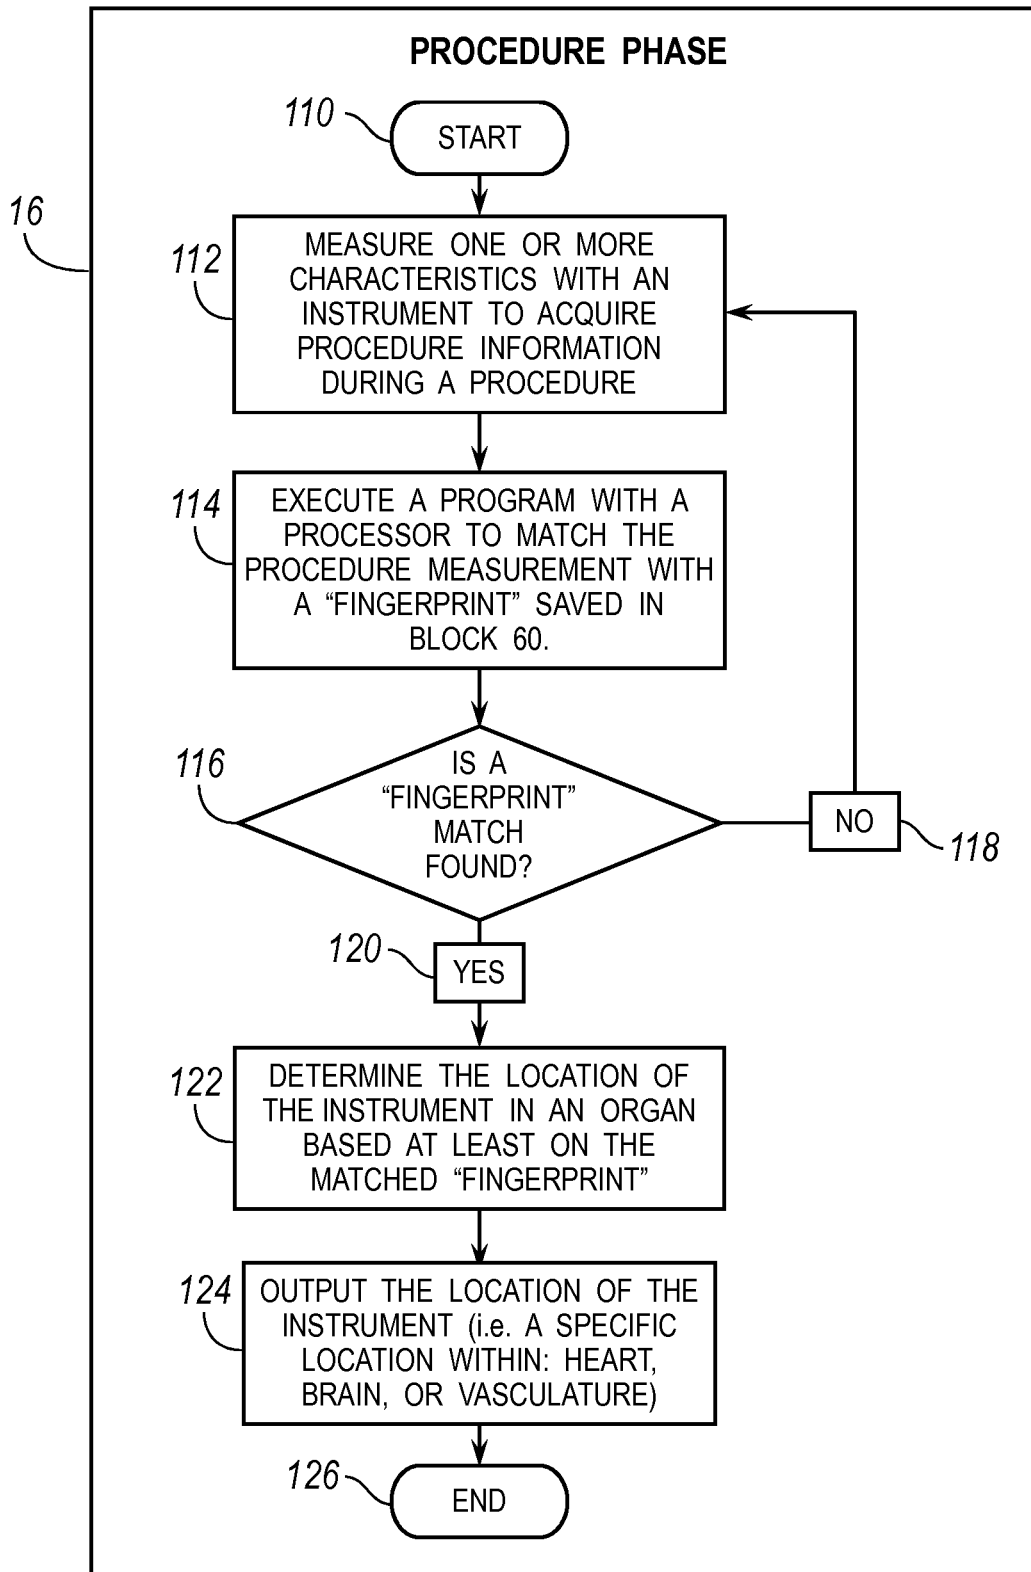 PROCEDURE PHASE
110
START
16
112
MEASURE ONE OR MORE
CHARACTERISTICS WITH AN
INSTRUMENT TO ACQUIRE
PROCEDURE INFORMATION
DURING A PROCEDURE
114
EXECUTE A PROGRAM WITH A
PROCESSOR TO MATCH THE
PROCEDURE MEASUREMENT WITH
A “FINGERPRINT” SAVED IN
BLOCK 60.
116
IS A
“FINGERPRINT”
MATCH
FOUND?
NO
118
120
YES
122
DETERMINE THE LOCATION OF
THE INSTRUMENT IN AN ORGAN
BASED AT LEAST ON THE
MATCHED “FINGERPRINT”
124
OUTPUT THE LOCATION OF THE
INSTRUMENT (i.e. A SPECIFIC
LOCATION WITHIN: HEART,
BRAIN, OR VASCULATURE)
126
END